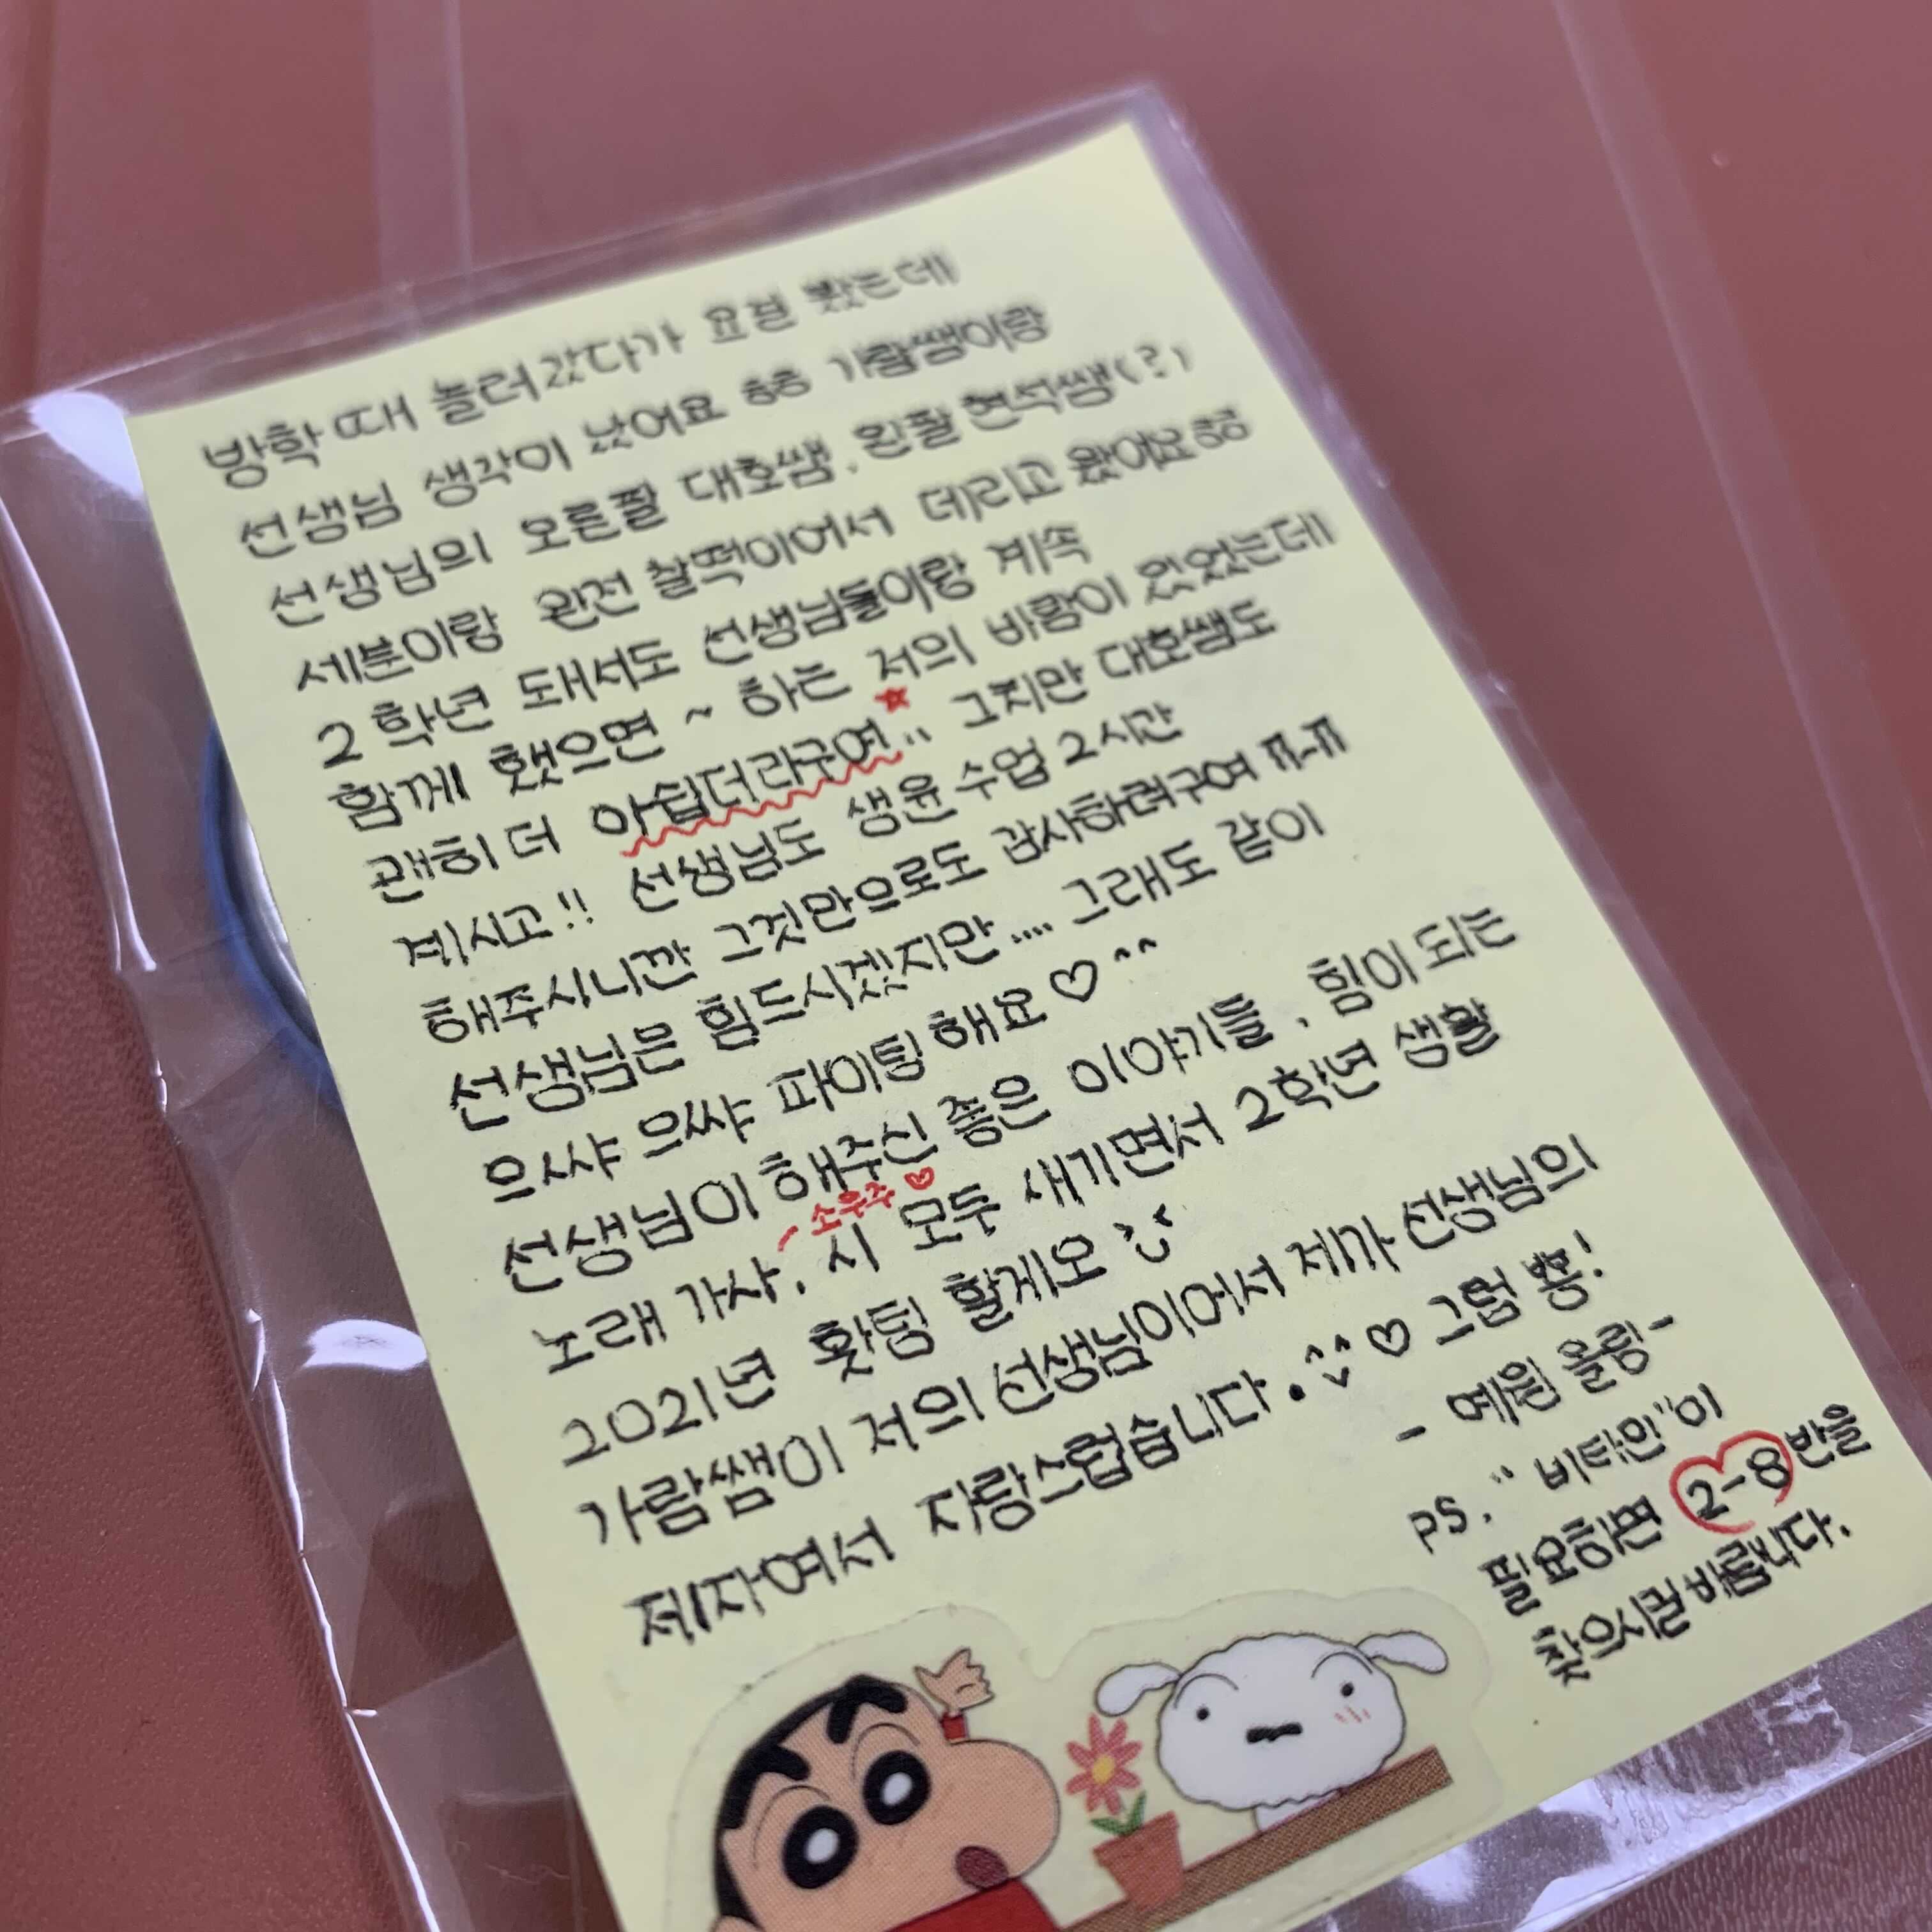 방학때 놀러갔다가 요걸 봤는데
선생님 생각이 났어요 ㅎㅎ 가람쌤이랑
선생님의 오른팔 대호쌤, 왼팔 현석쌤(?)
세분이랑 완전 찰떡이어서 데리고 왔어요ㅎㅎ
2학년 돼서도 선생님들이랑 계속
함께 했으면 ~ 하는 저의 바람이 있었는데
괜히 더 아쉽더라구여.. 그치만 대호쌤도
계시고!! 선생님도 생윤 수업 2시간
해주시니깐 그것만으로도 감사하려구여 ㅠ-ㅠ
선생님은 힘드시겠지만.... 그래도 같이
으쌰 으쌰 파이팅 해요♡^^
선생님이 해주신 좋은 이야기들, 힘이 되는
소우주♡
노래 가사, 시 모두 새기면서 2학년 생활
2021년 홧팅 할게요
가람쌤이 저의 선생님이어서 제가 선생님의
제자여서 자랑스럽습니다. ♡ 그럼 뿅!
- 예원 올림-
PS. "비타민"이
필요하면 2-8반을
찾으시길 바랍니다.